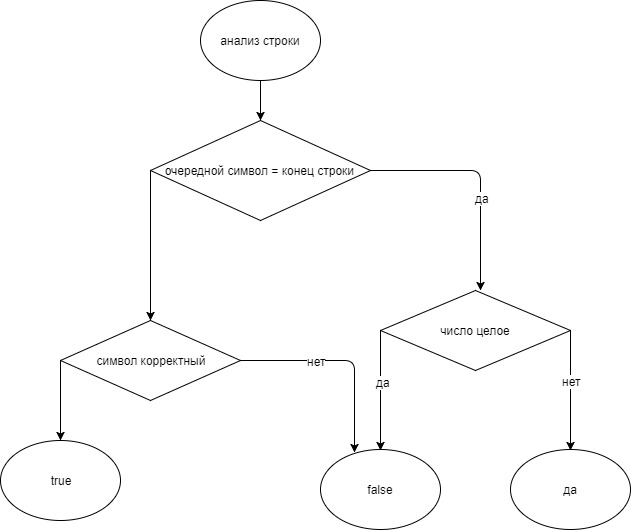 анализ строки
очередной символ = конец строки
да
число целое
символ корректный
нет
да
нет
true
false
да